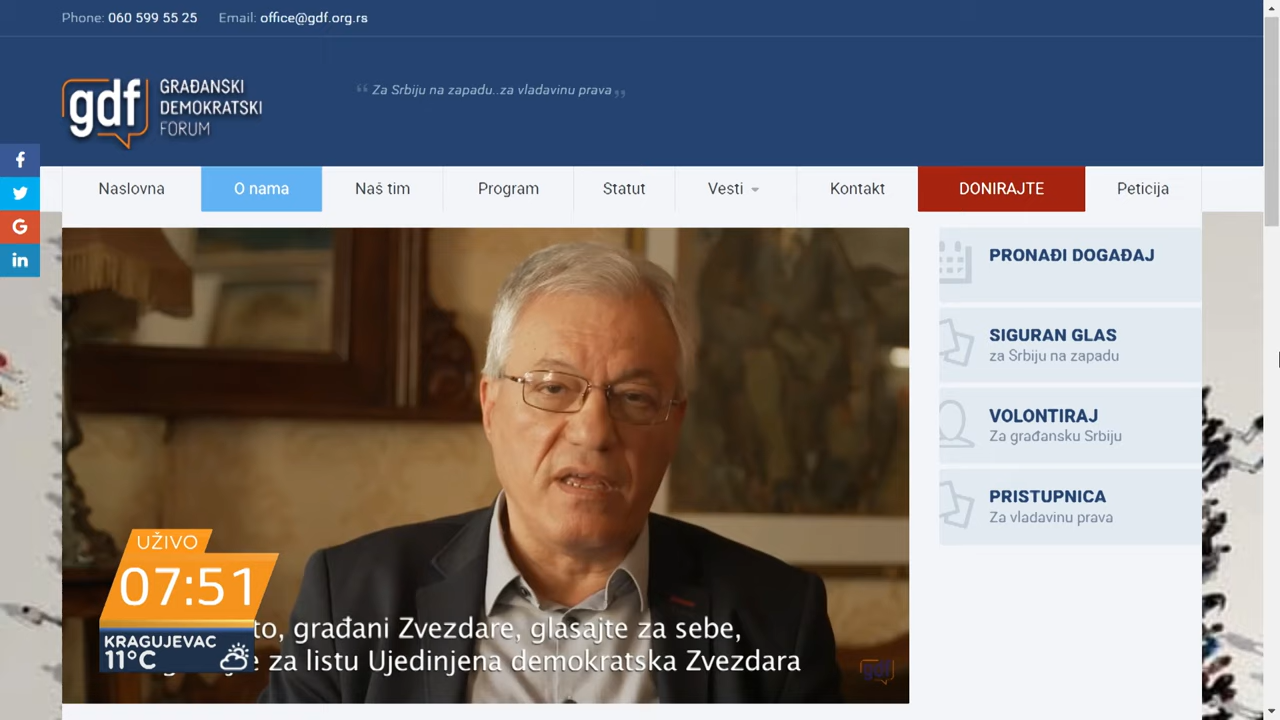 Phone: 060 599 55 25 Email: office@gdf.org.rs
gdf
GRAĐANSKI
DEMOKRATSKI
FORUM
“ Za Srbiju na zapadu..za vladavinu prava „
Naslovna O nama Naš tim Program Statut Vesti Kontakt DONIRAJTE Peticija
PRONAĐI DOGAĐAJ
SIGURAN GLAS
za Srbiju na zapadu
VOLONTIRAJ
Za građansku Srbiju
PRISTUPNICA
Za vladavinu prava
UŽIVO
07:51
KRAGUJEVAC
11°C
to, građani Zvezdare, glasajte za sebe,
za listu Ujedinjena demokratska Zvezdara
gdf